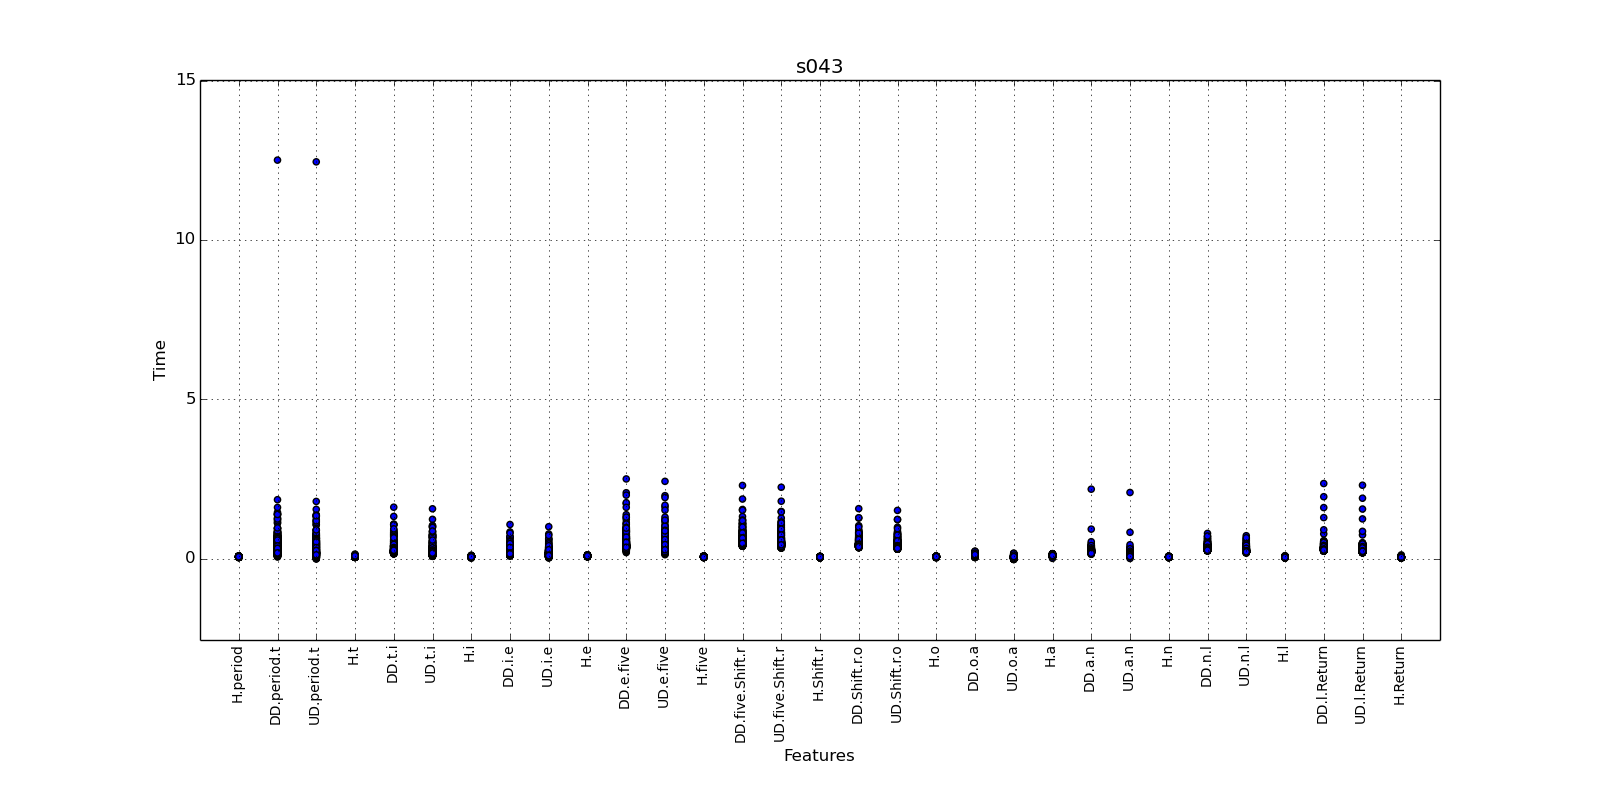 s043
15
10
5
0
Time
H.period
DD.period.t
UD.period.t
H.t
DD.t.i
UD.t.i
H.i
DD.i.e
UD.i.e
H.e
DD.e.five
UD.e.five
H.five
DD.five.Shift.r
UD.five.Shift.r
H.Shift.r
DD.Shift.r.o
UD.Shift.r.o
H.o
DD.o.a
UD.o.a
H.a
DD.a.n
UD.a.n
H.n
DD.n.l
UD.n.l
H.l
DD.l.Return
UD.l.Return
H.Return
Features